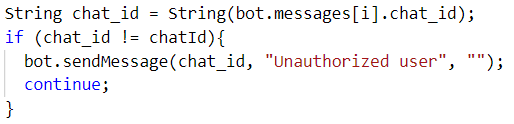 String chat_id = String(bot.messages[i].chat_id);
if (chat_id != chatId){
  bot.sendMessage(chat_id, "Unauthorized user", "");
  continue;
}